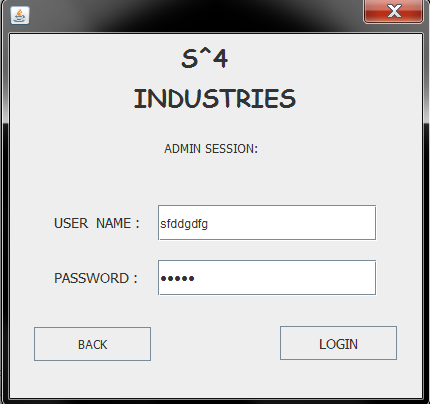 S^4
INDUSTRIES
ADMIN SESSION:
USER NAME : sfddgdfg
PASSWORD : •••••
BACK LOGIN